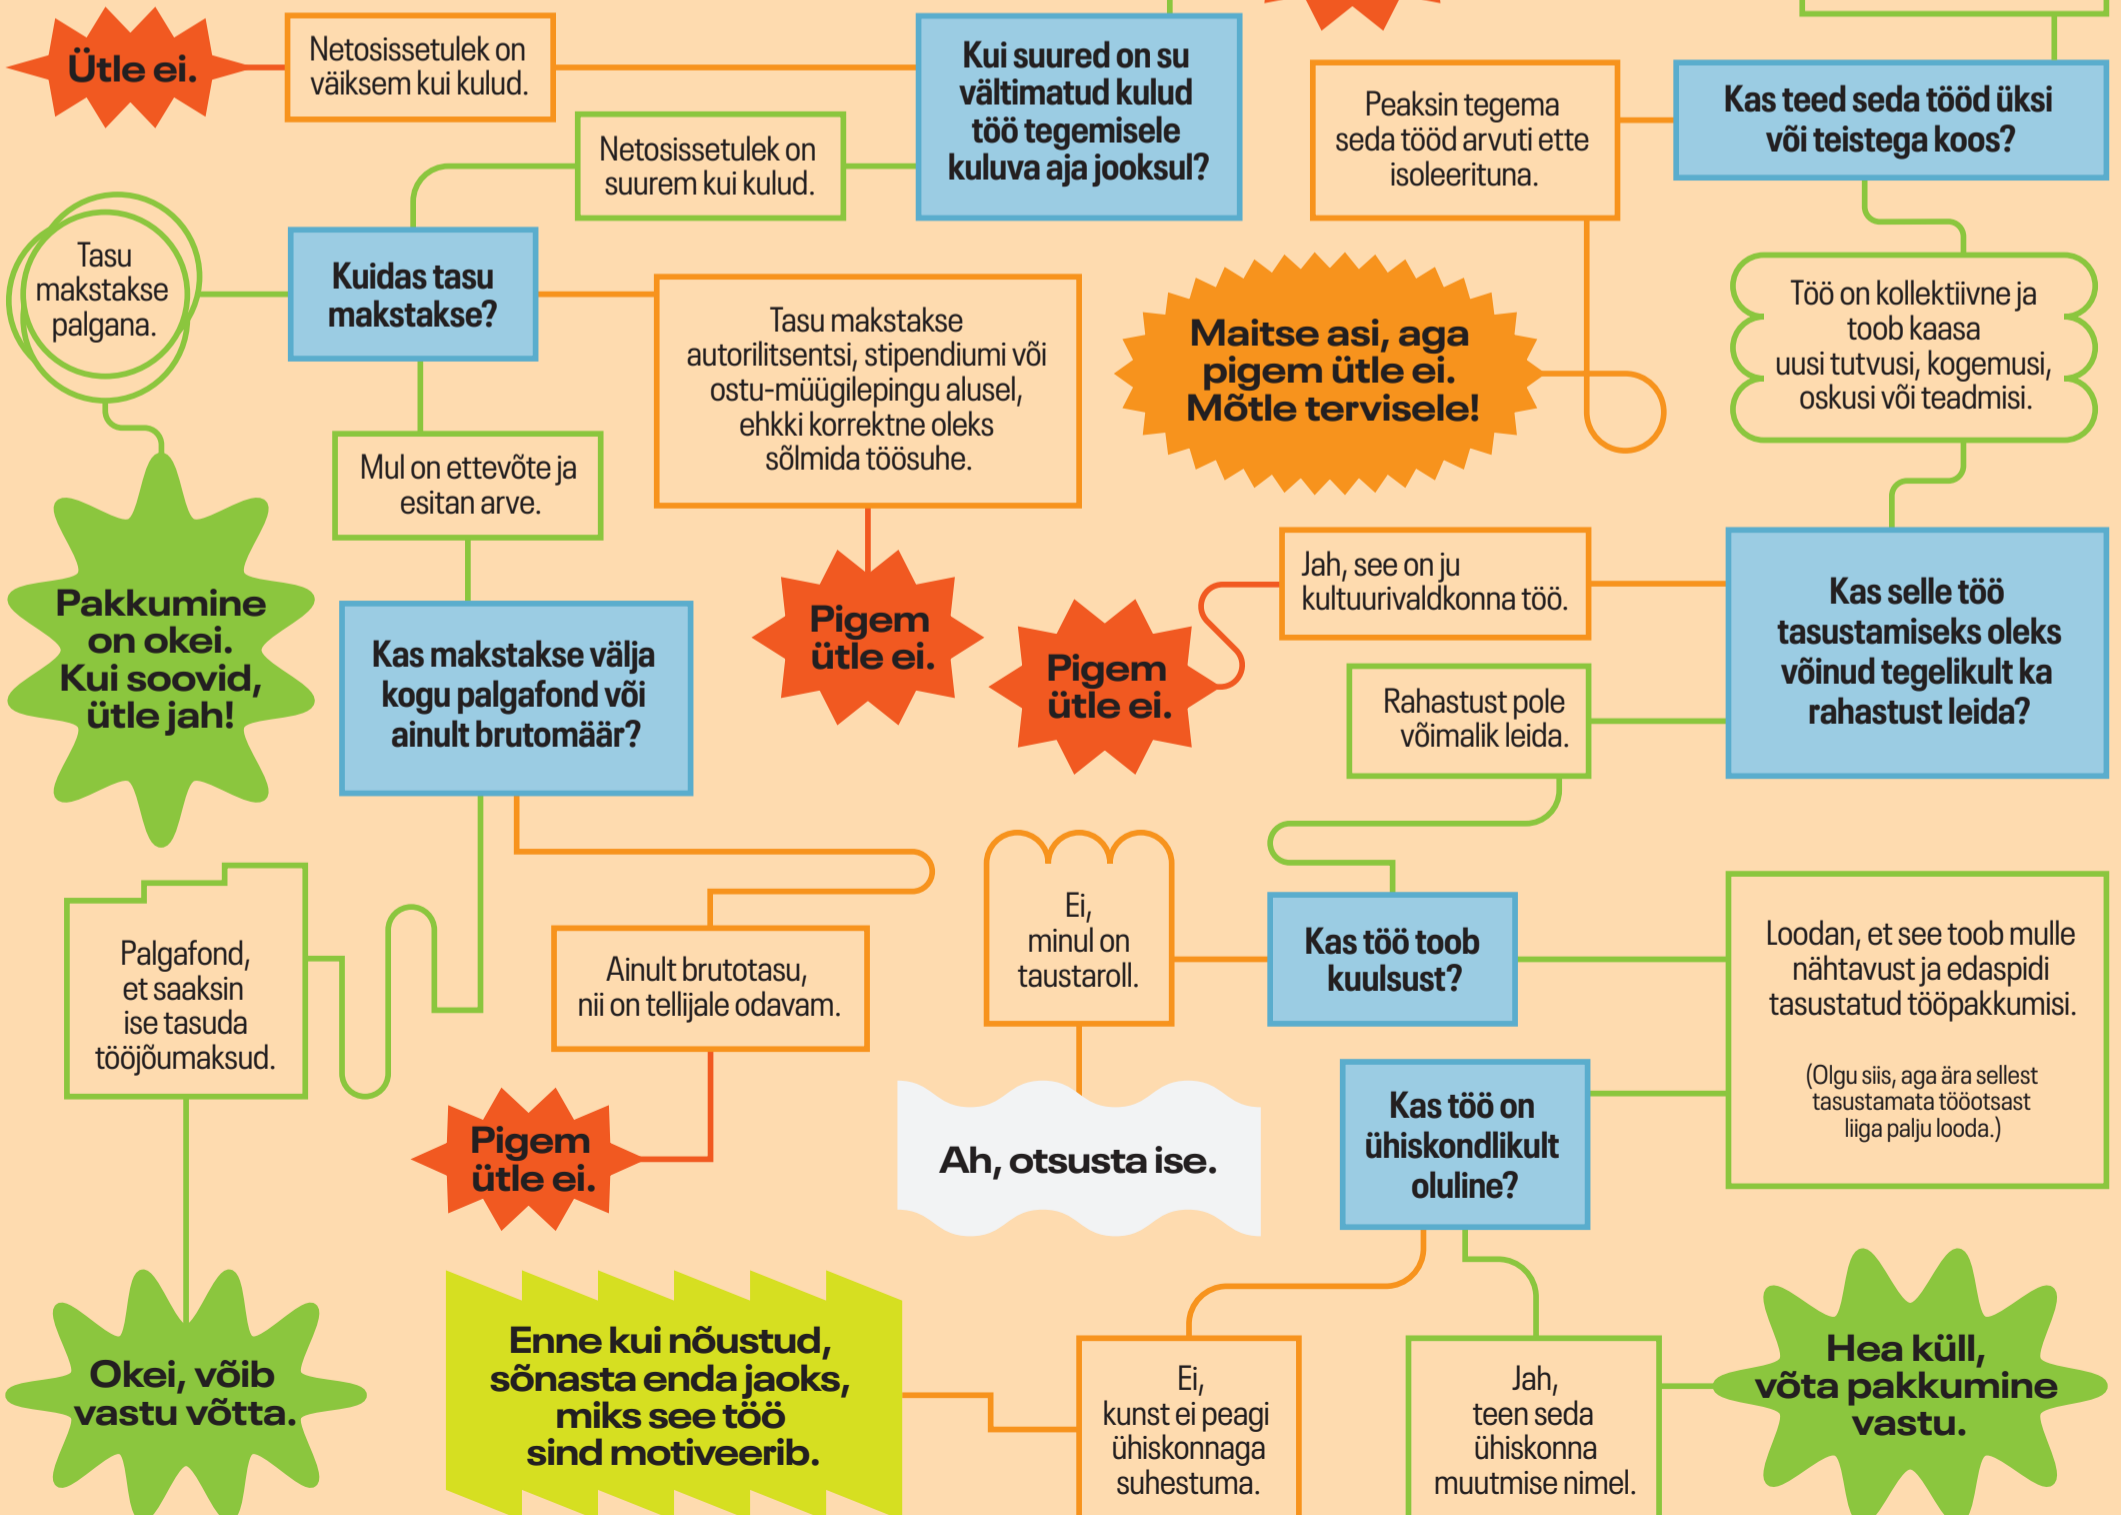 Ütle ei.
Netosissetulek on
väiksem kui kulud.
Kui suured on su
vältimatud kulud
töö tegemisele
kuluva aja jooksul?
Netosissetulek on
suurem kui kulud.
Kuidas tasu
makstakse?
Tasu
makstakse
palgana.
Pakkumine
on okei.
Kui soovid,
ütle jah!
Tasu makstakse
autorilitsentsi, stipendiumi või
ostu-müügilepingu alusel,
ehkki korrektne oleks
sõlmida töösuhe.
Pigem
ütle ei.
Mul on ettevõte ja
esitan arve.
Kas makstakse välja
kogu palgafond või
ainult brutomäär?
Palgafond,
et saaksin
ise tasuda
tööjõumaksud.
Okei, võib
vastu võtta.
Ainult brutotasu,
nii on tellijale odavam.
Pigem
ütle ei.
Kas teed seda tööd üksi
või teistega koos?
Peaksin tegema
seda tööd arvuti ette
isoleerituna.
Maitse asi, aga
pigem ütle ei.
Mõtle tervisele!
Töö on kollektiivne ja
toob kaasa
uusi tutvusi, kogemusi,
oskusi või teadmisi.
Kas selle töö
tasustamiseks oleks
võinud tegelikult ka
rahastust leida?
Jah, see on ju
kultuurivaldkonna töö.
Pigem
ütle ei.
Rahastust pole
võimalik leida.
Kas töö toob
kuulsust?
Ei,
minul on
taustaroll.
Ah, otsusta ise.
Loodan, et see toob mulle
nähtavust ja edaspidi
tasustatud tööpakkumisi.
(Olgu siis, aga ära sellest
tasustamata tööotsast
liiga palju looda.)
Kas töö on
ühiskondlikult
oluline?
Ei,
kunst ei peagi
ühiskonnaga
suhestuma.
Enne kui nõustud,
sõnasta enda jaoks,
miks see töö
sind motiveerib.
Jah,
teen seda
ühiskonna
muutmise nimel.
Hea küll,
võta pakkumine
vastu.